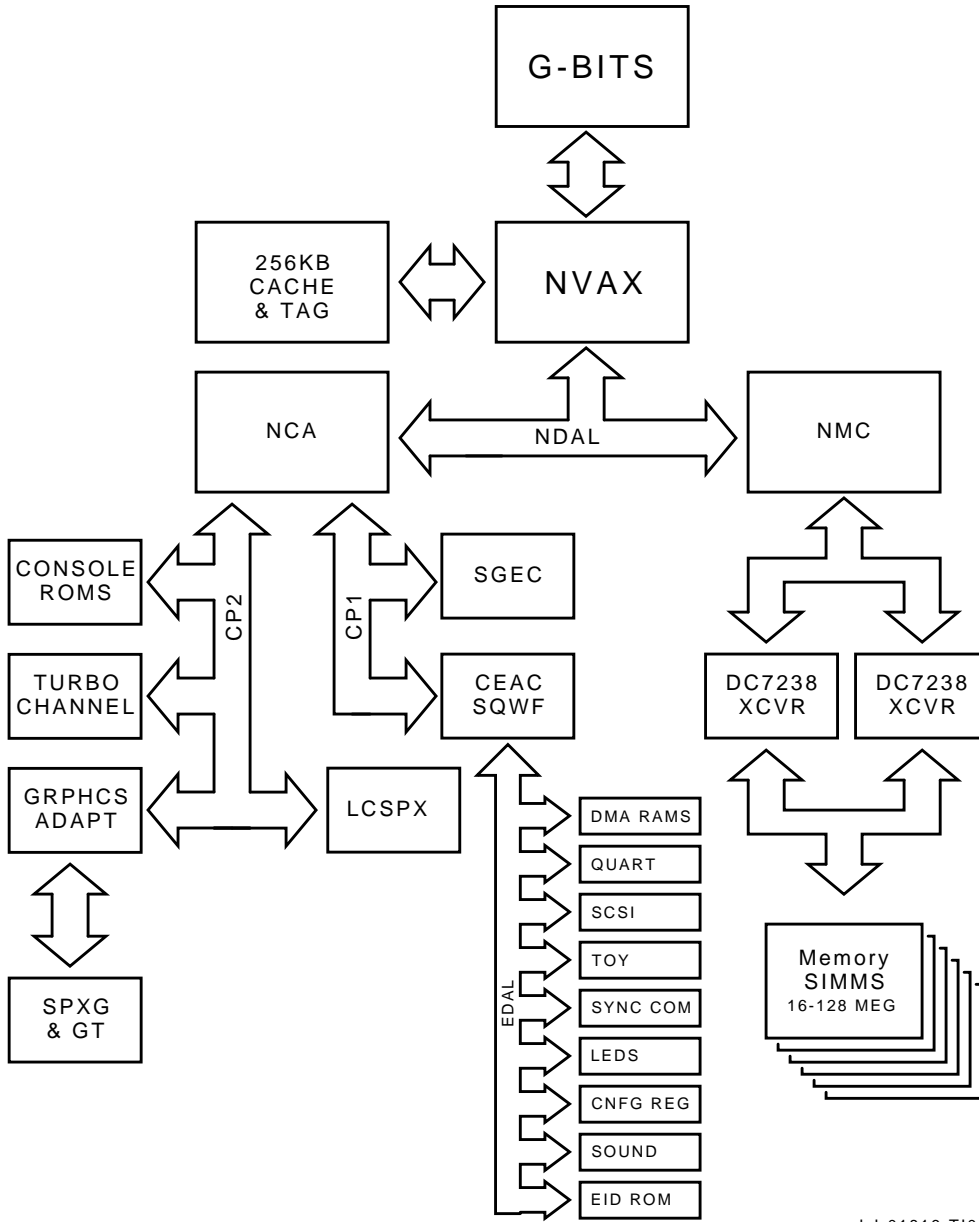 G-BITS
256KB
CACHE
& TAG
NVAX
NCA
NDAL
NMC
CONSOLE
ROMS
CP2
CP1
SGEC
TURBO
CHANNEL
CEAC
SQWF
DC7238
XCVR
DC7238
XCVR
GRPHCS
ADAPT
LCSPX
DMA RAMS
QUART
SCSI
TOY
SYNC COM
LEDS
CNFG REG
SOUND
EID ROM
EDAL
SPXG
& GT
Memory
SIMMS
16-128 MEG